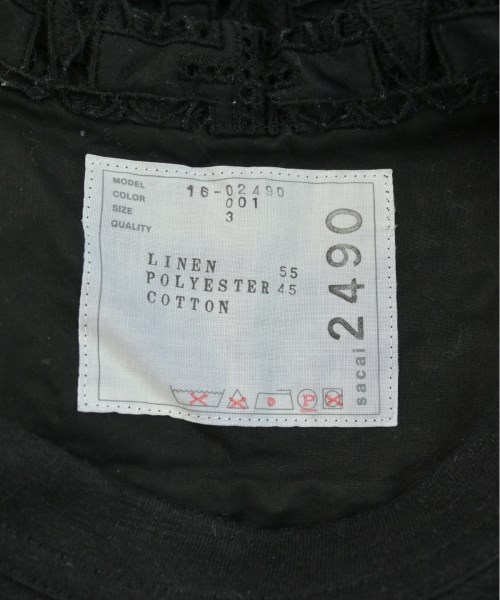 MODEL 16-02490
COLOR 001
SIZE 3
QUALITY
LINEN 55
POLYESTER 45
COTTON
P
sacai 2490